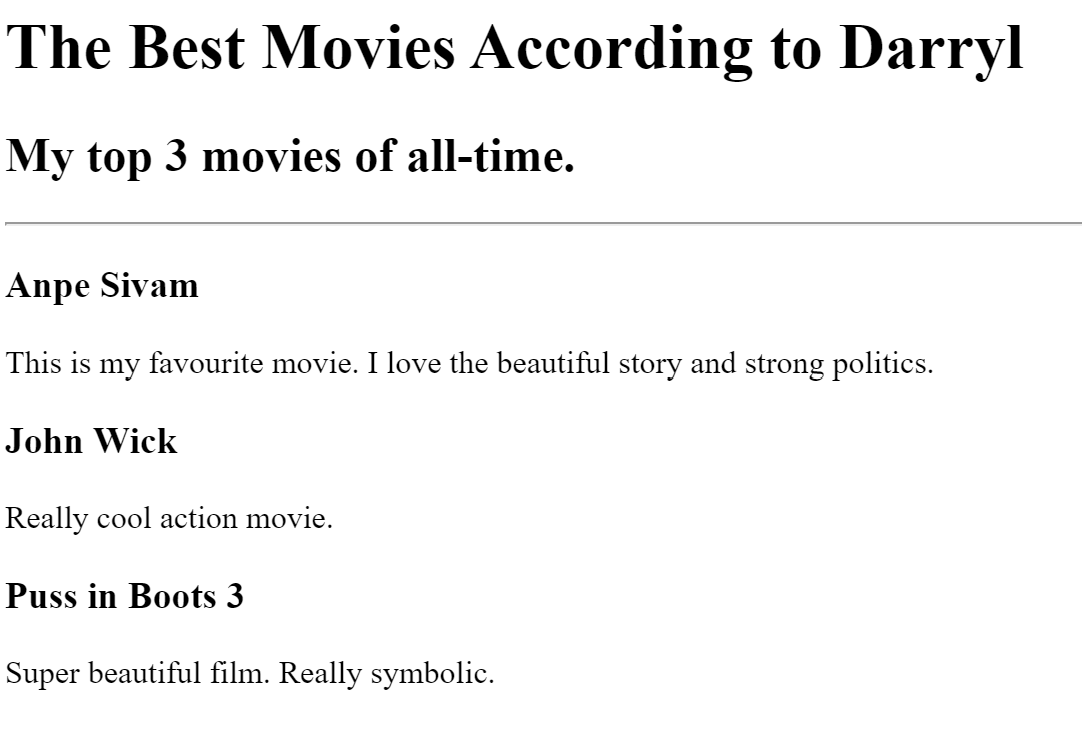 The Best Movies According to Darryl
My top 3 movies of all-time.
Anpe Sivam
This is my favourite movie. I love the beautiful story and strong politics.
John Wick
Really cool action movie.
Puss in Boots 3
Super beautiful film. Really symbolic.